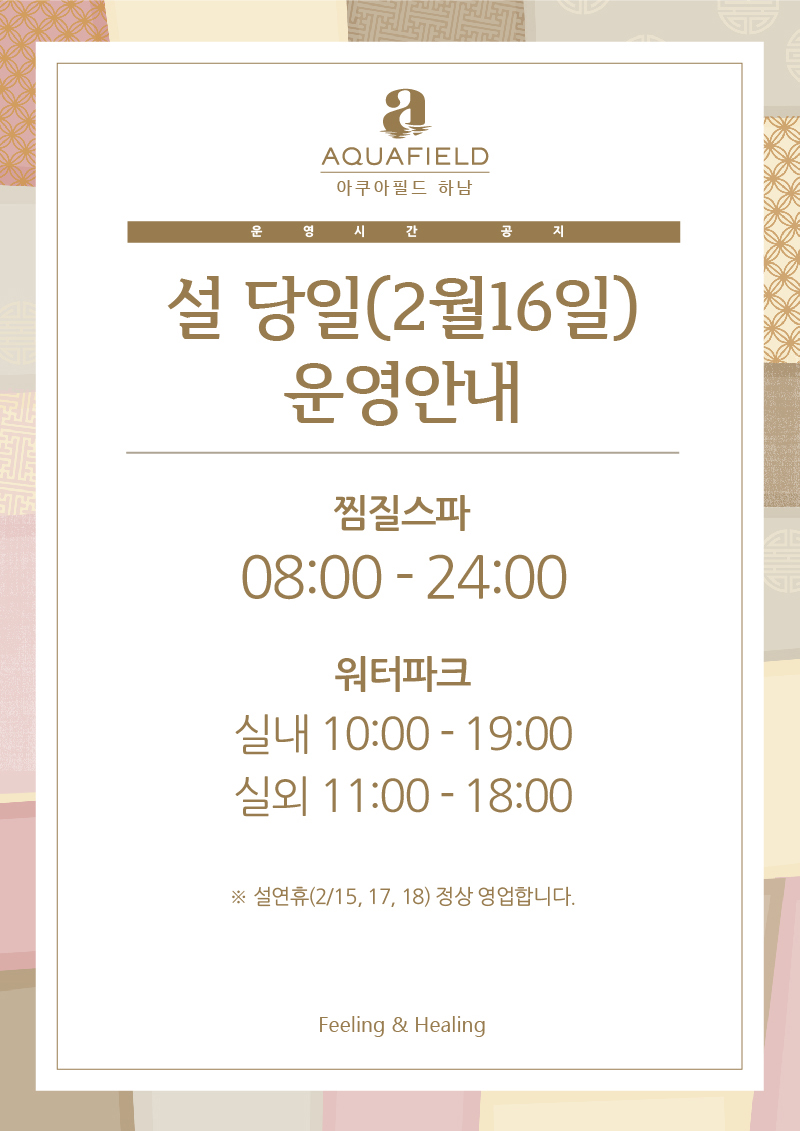 a
AQUAFIELD
아쿠아필드 하남
운영시간 공지
설 당일(2월16일)
운영안내
찜질스파
08:00 - 24:00
워터파크
실내 10:00 - 19:00
실외 11:00 - 18:00
※ 설연휴(2/15, 17, 18) 정상 영업합니다.
Feeling & Healing